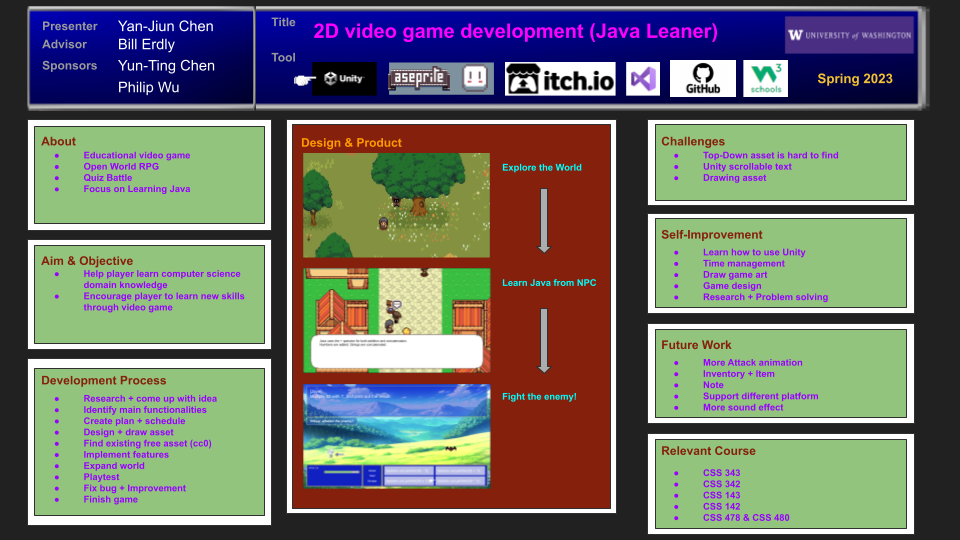 Presenter Yan-Jiun Chen
Advisor Bill Erdly
Sponsors Yun-Ting Chen
Philip Wu
Title 2D video game development (Java Leaner)
Tool
Unity
aseprite
itch.io
GitHub
W3 schools
W UNIVERSITY of WASHINGTON
Spring 2023
About
● Educational video game
● Open World RPG
● Quiz Battle
● Focus on Learning Java
Aim & Objective
● Help player learn computer science
domain knowledge
● Encourage player to learn new skills
through video game
Development Process
● Research + come up with idea
● Identify main functionalities
● Create plan + schedule
● Design + draw asset
● Find existing free asset (cc0)
● Implement features
● Expand world
● Playtest
● Fix bug + Improvement
● Finish game
Design & Product
Explore the World
Learn Java from NPC
Fight the enemy!
Challenges
● Top-Down asset is hard to find
● Unity scrollable text
● Drawing asset
Self-Improvement
● Learn how to use Unity
● Time management
● Draw game art
● Game design
● Research + Problem solving
Future Work
● More Attack animation
● Inventory + Item
● Note
● Support different platform
● More sound effect
Relevant Course
● CSS 343
● CSS 342
● CSS 143
● CSS 142
● CSS 478 & CSS 480